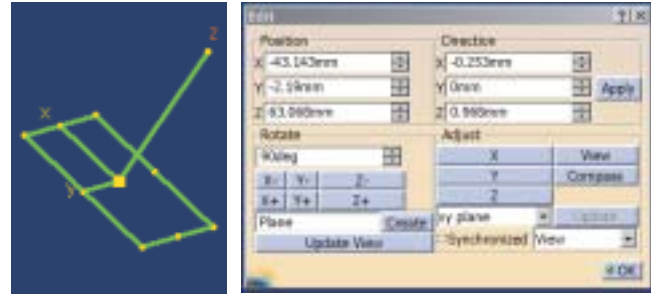 Z
X
Y
Edit
Position
Direction
X -43.143mm
X -0.253mm
Y -2.19mm
Y 0mm
Apply
Z 63.068mm
Z 0.968mm
Rotate
Adjust
90deg
X
View
X- Y- Z-
Y
Compass
X+ Y+ Z+
Z
Plane Create
xy plane
Update View
Synchronized View
OK